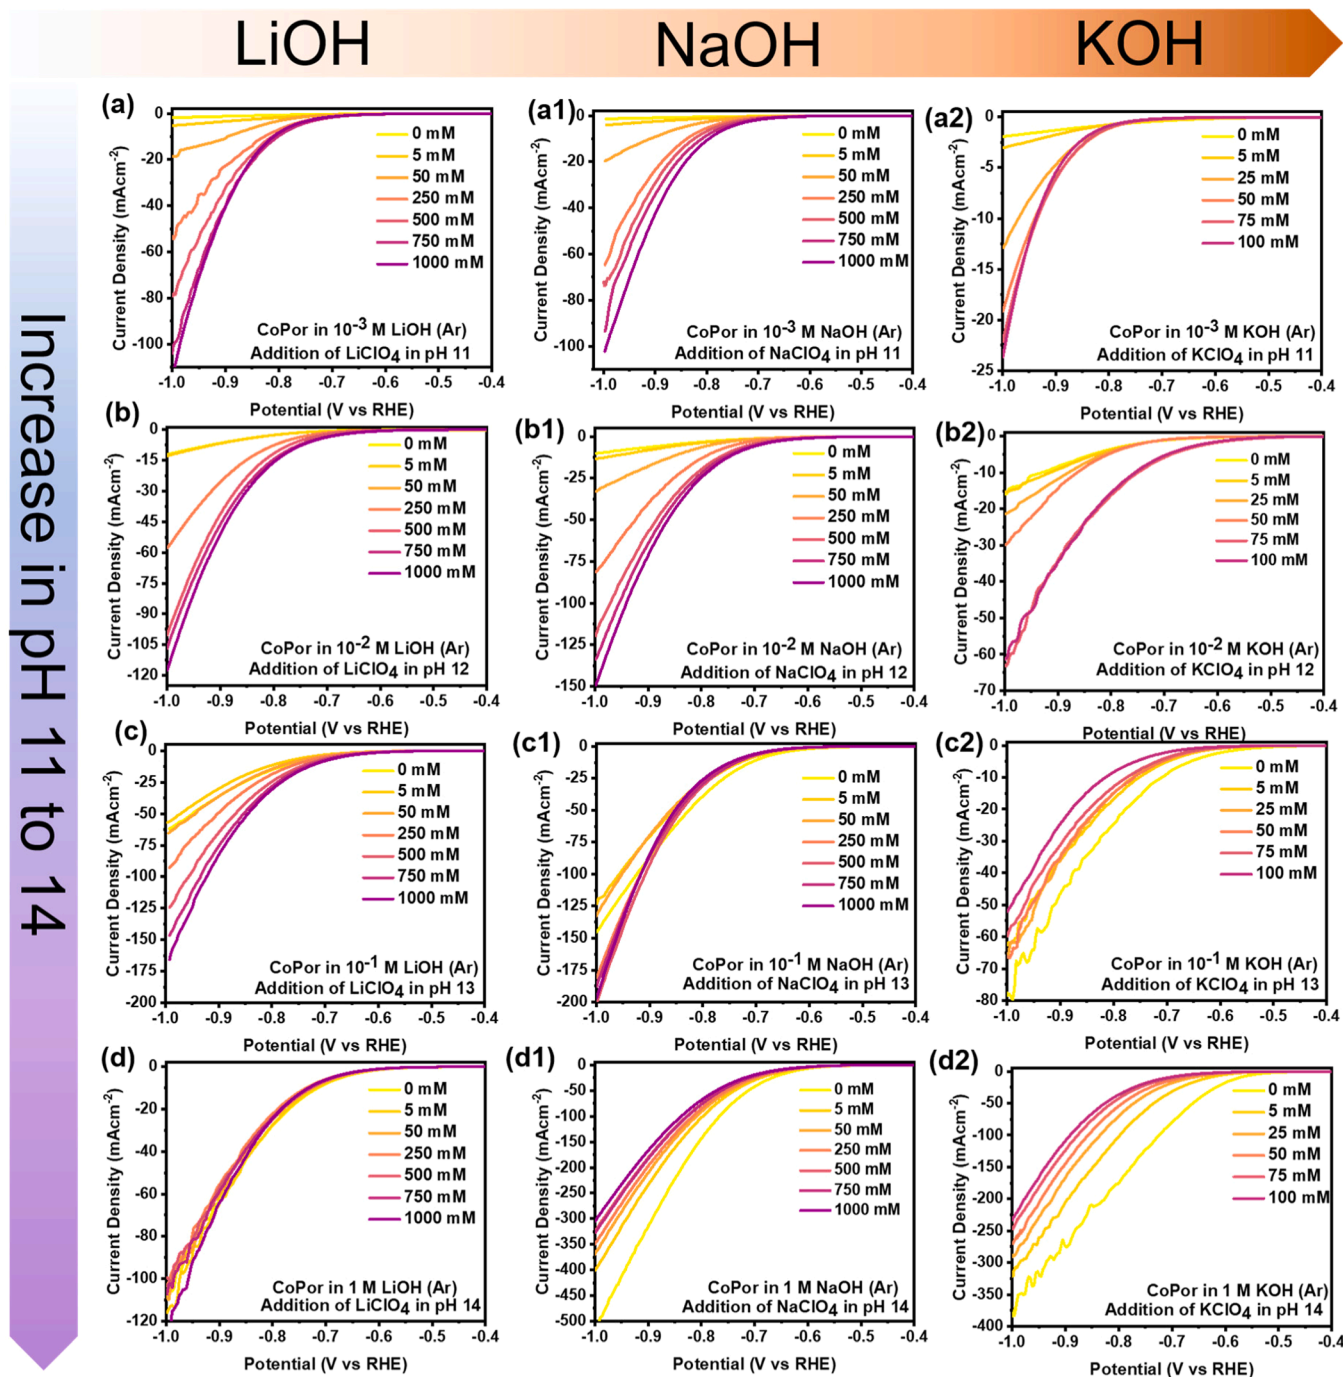 LiOH NaOH KOH
Increase in pH 11 to 14
(a)
Current Density (mAcm⁻²)
0
-20
-40
-60
-80
-100
0 mM
5 mM
50 mM
250 mM
500 mM
750 mM
1000 mM
CoPor in 10⁻³ M LiOH (Ar)
Addition of LiClO₄ in pH 11
-1.0 -0.9 -0.8 -0.7 -0.6 -0.5 -0.4
Potential (V vs RHE)
(a1)
Current Density (mAcm⁻²)
0
-20
-40
-60
-80
-100
0 mM
5 mM
50 mM
250 mM
500 mM
750 mM
1000 mM
CoPor in 10⁻³ M NaOH (Ar)
Addition of NaClO₄ in pH 11
-1.0 -0.9 -0.8 -0.7 -0.6 -0.5 -0.4
Potential (V vs RHE)
(a2)
Current Density (mAcm⁻²)
0
-5
-10
-15
-20
-25
0 mM
5 mM
25 mM
50 mM
75 mM
100 mM
CoPor in 10⁻³ M KOH (Ar)
Addition of KClO₄ in pH 11
-1.0 -0.9 -0.8 -0.7 -0.6 -0.5 -0.4
Potential (V vs RHE)
(b)
Current Density (mAcm⁻²)
0
-15
-30
-45
-60
-75
-90
-105
-120
0 mM
5 mM
50 mM
250 mM
500 mM
750 mM
1000 mM
CoPor in 10⁻² M LiOH (Ar)
Addition of LiClO₄ in pH 12
-1.0 -0.9 -0.8 -0.7 -0.6 -0.5 -0.4
Potential (V vs RHE)
(b1)
Current Density (mAcm⁻²)
0
-25
-50
-75
-100
-125
-150
0 mM
5 mM
50 mM
250 mM
500 mM
750 mM
1000 mM
CoPor in 10⁻² M NaOH (Ar)
Addition of NaClO₄ in pH 12
-1.0 -0.9 -0.8 -0.7 -0.6 -0.5 -0.4
Potential (V vs RHE)
(b2)
Current Density (mAcm⁻²)
0
-10
-20
-30
-40
-50
-60
-70
0 mM
5 mM
25 mM
50 mM
75 mM
100 mM
CoPor in 10⁻² M KOH (Ar)
Addition of KClO₄ in pH 12
-1.0 -0.9 -0.8 -0.7 -0.6 -0.5 -0.4
Potential (V vs RHE)
(c)
Current Density (mAcm⁻²)
0
-25
-50
-75
-100
-125
-150
-175
-200
0 mM
5 mM
50 mM
250 mM
500 mM
750 mM
1000 mM
CoPor in 10⁻¹ M LiOH (Ar)
Addition of LiClO₄ in pH 13
-1.0 -0.9 -0.8 -0.7 -0.6 -0.5 -0.4
Potential (V vs RHE)
(c1)
Current Density (mAcm⁻²)
0
-25
-50
-75
-100
-125
-150
-175
-200
0 mM
5 mM
50 mM
250 mM
500 mM
750 mM
1000 mM
CoPor in 10⁻¹ M NaOH (Ar)
Addition of NaClO₄ in pH 13
-1.0 -0.9 -0.8 -0.7 -0.6 -0.5 -0.4
Potential (V vs RHE)
(c2)
Current Density (mAcm⁻²)
0
-10
-20
-30
-40
-50
-60
-70
-80
0 mM
5 mM
25 mM
50 mM
75 mM
100 mM
CoPor in 10⁻¹ M KOH (Ar)
Addition of KClO₄ in pH 13
-1.0 -0.9 -0.8 -0.7 -0.6 -0.5 -0.4
Potential (V vs RHE)
(d)
Current Density (mAcm⁻²)
0
-20
-40
-60
-80
-100
-120
0 mM
5 mM
50 mM
250 mM
500 mM
750 mM
1000 mM
CoPor in 1 M LiOH (Ar)
Addition of LiClO₄ in pH 14
-1.0 -0.9 -0.8 -0.7 -0.6 -0.5 -0.4
Potential (V vs RHE)
(d1)
Current Density (mAcm⁻²)
0
-50
-100
-150
-200
-250
-300
-350
-400
-450
-500
0 mM
5 mM
50 mM
250 mM
500 mM
750 mM
1000 mM
CoPor in 1 M NaOH (Ar)
Addition of NaClO₄ in pH 14
-1.0 -0.9 -0.8 -0.7 -0.6 -0.5 -0.4
Potential (V vs RHE)
(d2)
Current Density (mAcm⁻²)
0
-50
-100
-150
-200
-250
-300
-350
-400
0 mM
5 mM
25 mM
50 mM
75 mM
100 mM
CoPor in 1 M KOH (Ar)
Addition of KClO₄ in pH 14
-1.0 -0.9 -0.8 -0.7 -0.6 -0.5 -0.4
Potential (V vs RHE)